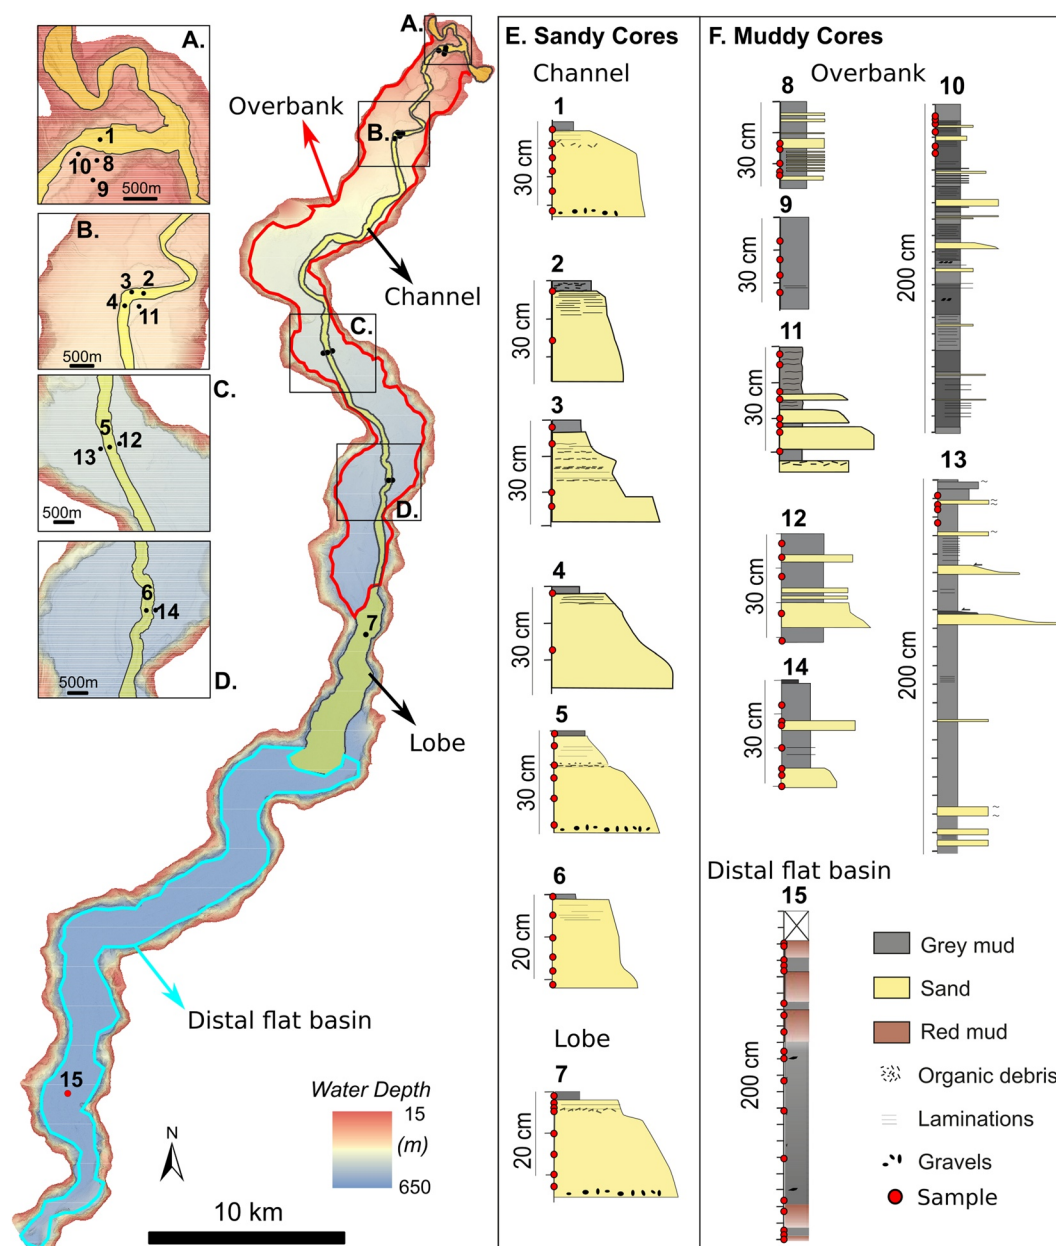 A.
1
10
8
9
500m
B.
3
2
4
11
500m
C.
5
12
13
500m
6
14
500m
D.
A.
Overbank
B.
Channel
C.
D.
7
Lobe
Distal flat basin
15
N
Water Depth
15
(m)
650
10 km
E. Sandy Cores
Channel
1
30 cm
2
30 cm
3
30 cm
4
30 cm
5
30 cm
6
20 cm
Lobe
7
20 cm
F. Muddy Cores
Overbank
8
30 cm
9
30 cm
10
200 cm
11
30 cm
12
30 cm
13
200 cm
14
30 cm
Distal flat basin
15
200 cm
Grey mud
Sand
Red mud
Organic debris
Laminations
Gravels
Sample